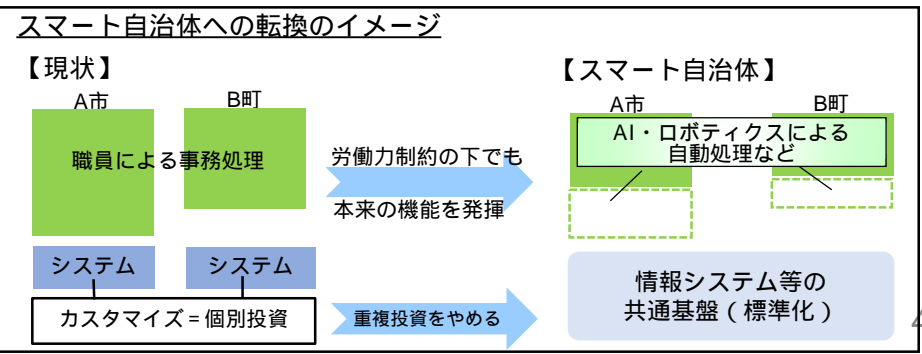 スマート自治体への転換のイメージ
【現状】
A市
B町
職員による事務処理
システム
システム
カスタマイズ=個別投資
労働力制約の下でも
本来の機能を発揮
重複投資をやめる
【スマート自治体】
A市
B町
AI・ロボティクスによる
自動処理など
情報システム等の
共通基盤(標準化)